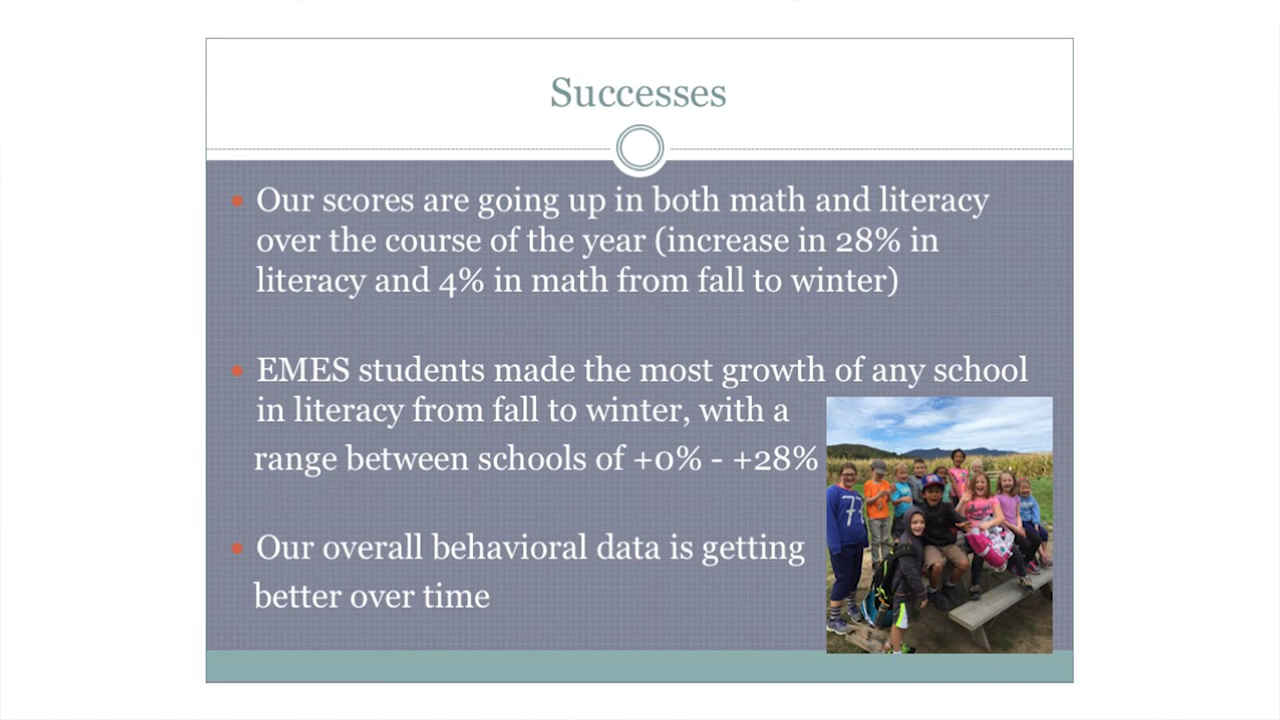 Successes
Our scores are going up in both math and literacy
over the course of the year (increase in 28% in
literacy and 4% in math from fall to winter)
EMES students made the most growth of any school
in literacy from fall to winter, with a
range between schools of +0% - +28%
Our overall behavioral data is getting
better over time
77